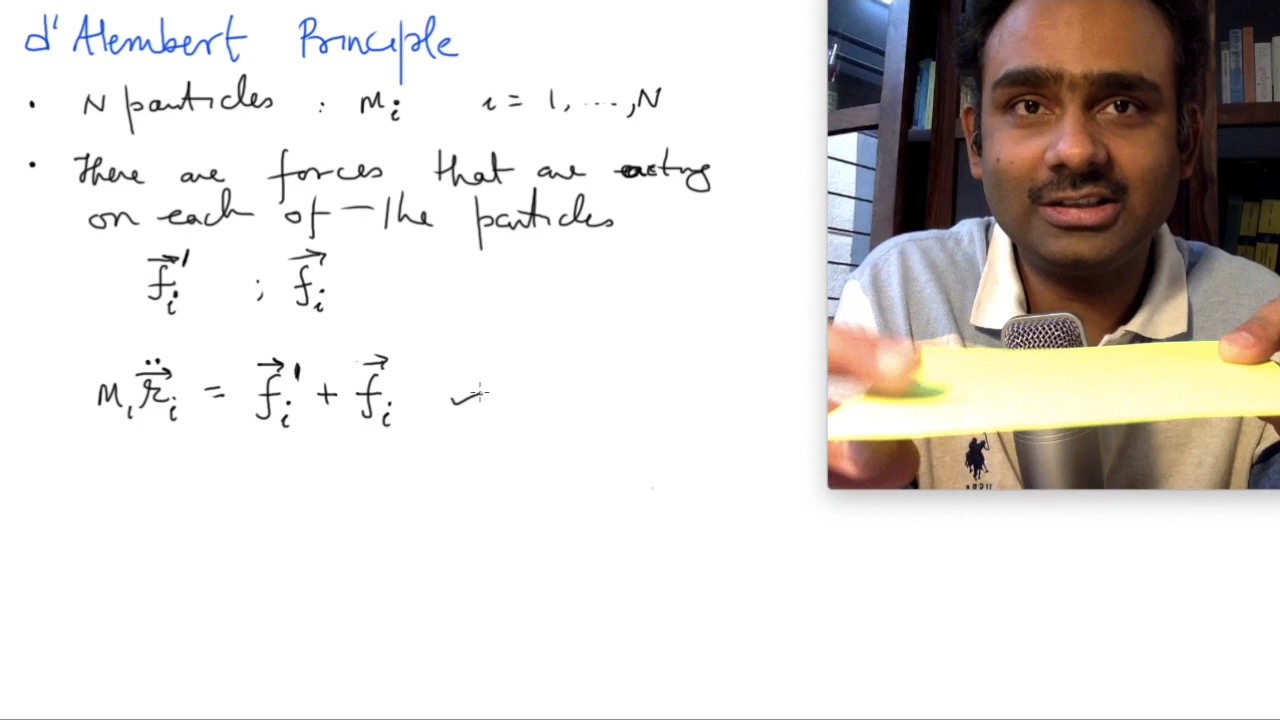 d'Alembert Principle
• N particles : mᵢ i = 1, ..., N
• There are forces that are acting
on each of the particles
f⃗ᵢ' ; f⃗ᵢ
mᵢ r̈⃗ᵢ = f⃗ᵢ' + f⃗ᵢ ✓